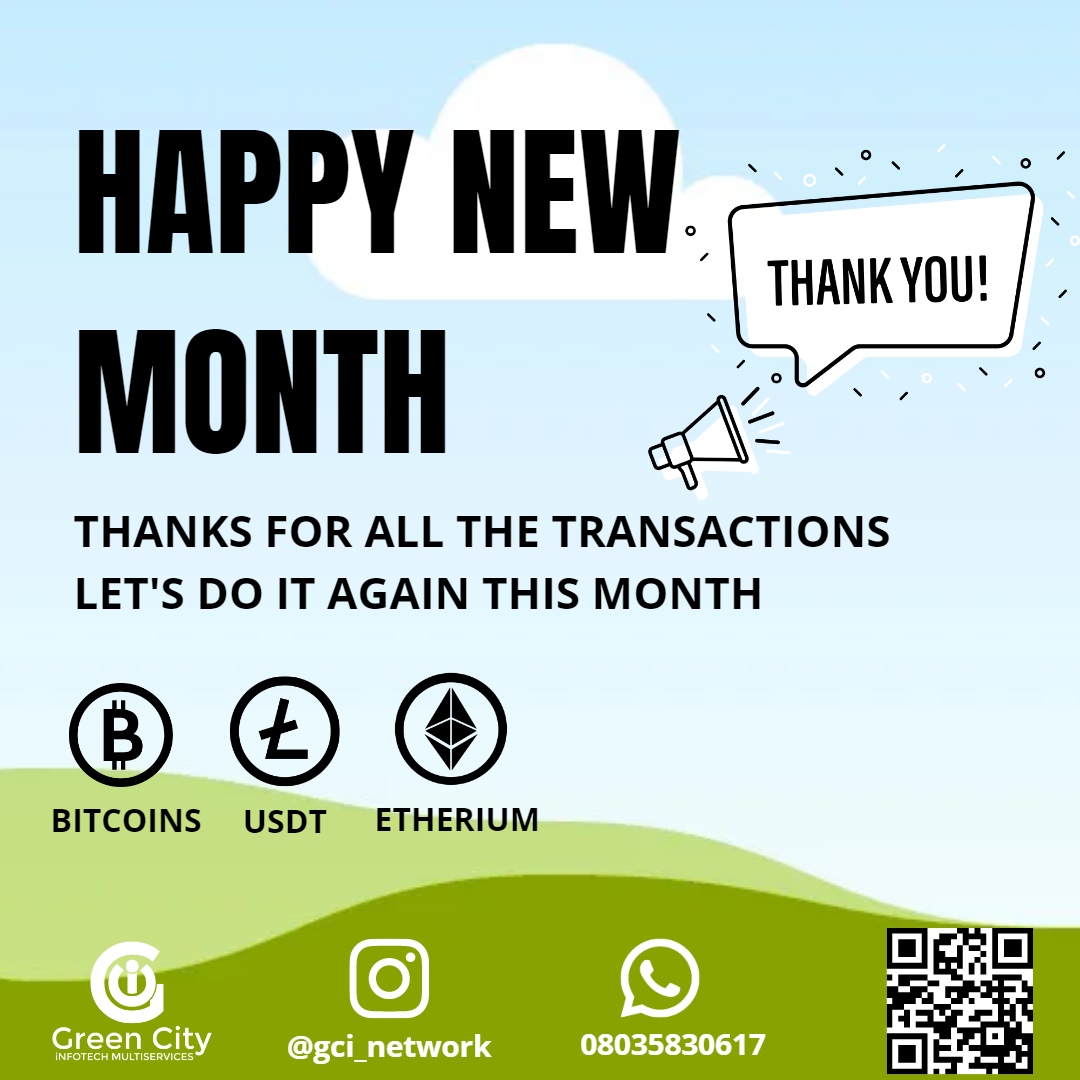 HAPPY NEW
MONTH
THANK YOU!
THANKS FOR ALL THE TRANSACTIONS
LET'S DO IT AGAIN THIS MONTH
BITCOINS
USDT
ETHERIUM
Green City
INFOTECH MULTISERVICES
@gci_network
08035830617